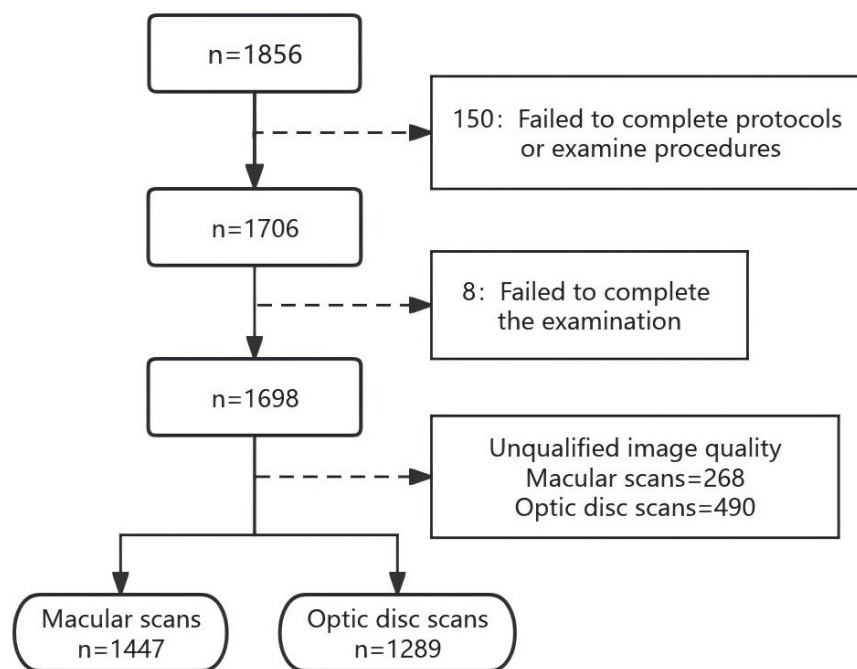 n=1856
150: Failed to complete protocols
or examine procedures
n=1706
8: Failed to complete
the examination
n=1698
Unqualified image quality
Macular scans=268
Optic disc scans=490
Macular scans
n=1447
Optic disc scans
n=1289